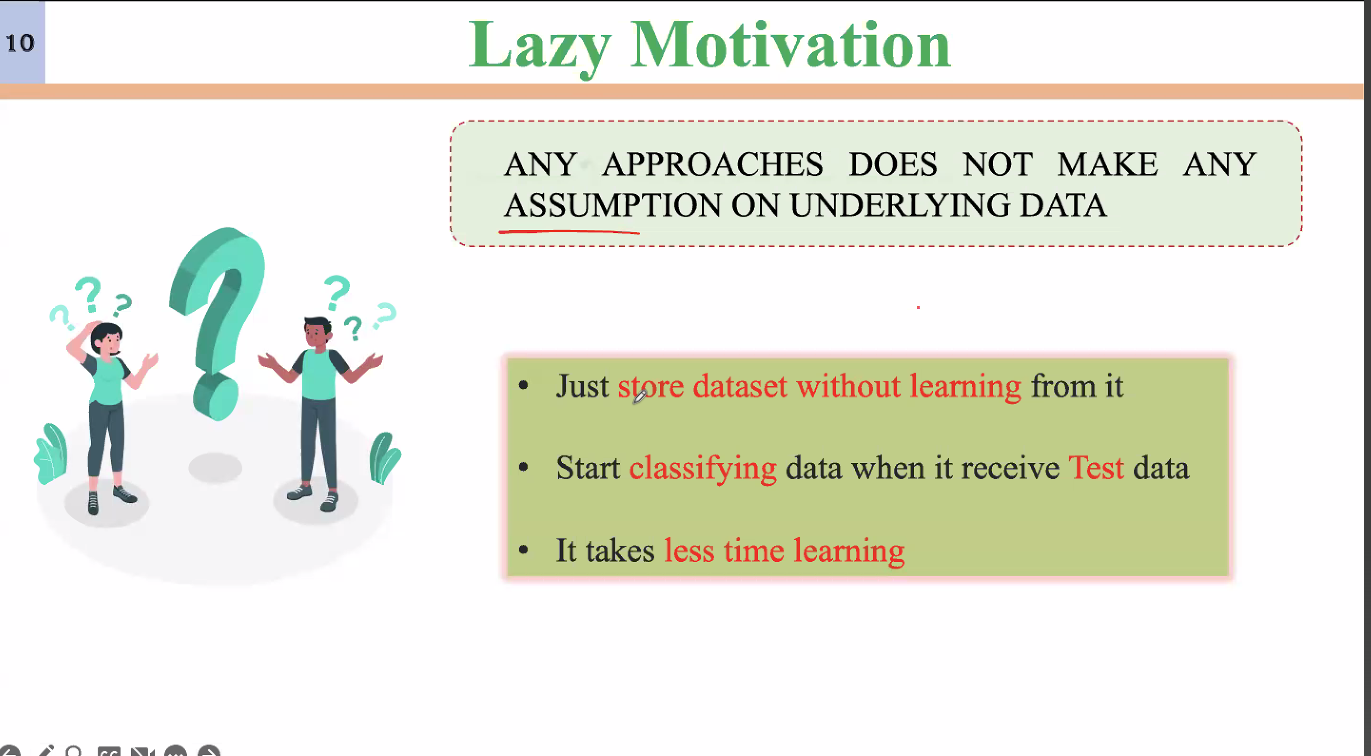 10
Lazy Motivation
ANY APPROACHES DOES NOT MAKE ANY
ASSUMPTION ON UNDERLYING DATA
• Just store dataset without learning from it
• Start classifying data when it receive Test data
• It takes less time learning